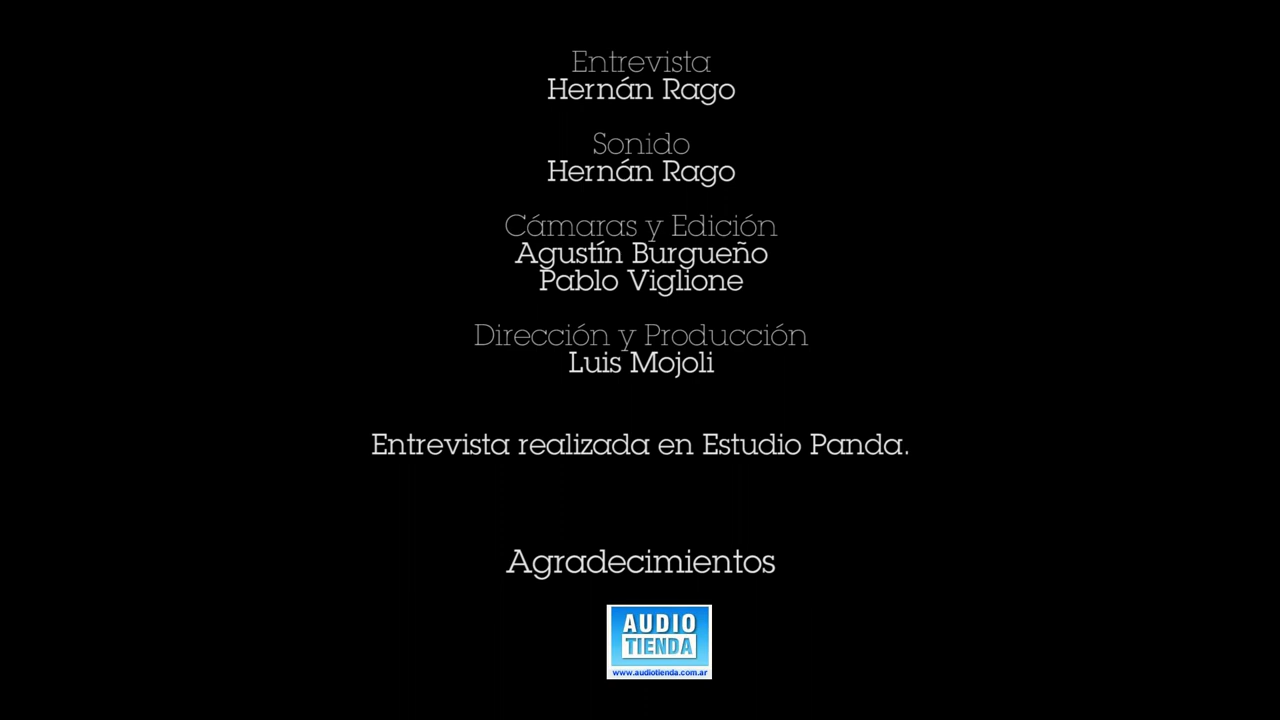 Entrevista
Hernán Rago
Sonido
Hernán Rago
Cámaras y Edición
Agustín Burgueño
Pablo Viglione
Dirección y Producción
Luis Mojoli
Entrevista realizada en Estudio Panda.
Agradecimientos
AUDIO
TIENDA
www.audiotienda.com.ar